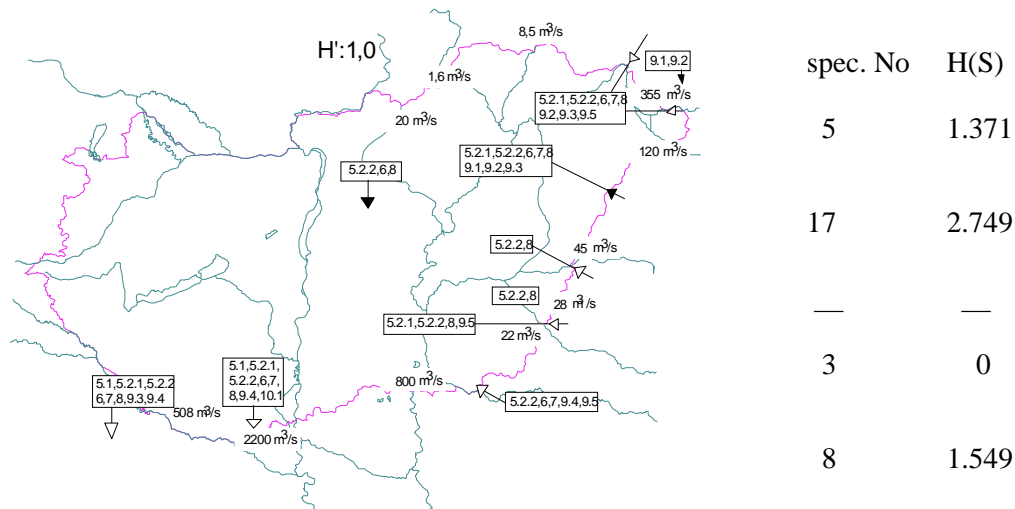 8,5 m³/s
H':1,0
9.1,9.2
1,6 m³/s
355 m³/s
5.2.1,5.2.2,6,7,8
9.2,9.3,9.5
20 m³/s
120 m³/s
5.2.1,5.2.2,6,7,8
9.1,9.2,9.3
5.2.2,6,8
5.2.2,8
45 m³/s
5.2.2,8
28 m³/s
5.2.1,5.2.2,8,9.5
22 m³/s
5.1,5.2.1,
5.2.2,6,7,
8,9.4,10.1
800 m³/s
5.1,5.2.1,5.2.2
6,7,8,9.3,9.4
5.2.2,6,7,9.4,9.5
508 m³/s
2200 m³/s
spec. No H(S)
5 1.371
17 2.749
— —
3 0
8 1.549